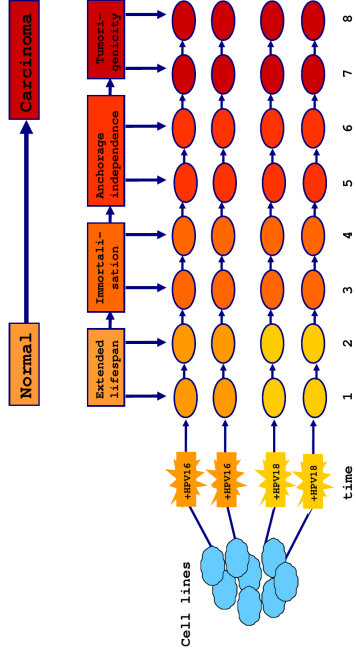 Normal
Carcinoma
Extended
lifespan
Immortali-
sation
Anchorage
independence
Tumori-
genicity
Cell lines
+HPV16
+HPV16
+HPV18
+HPV18
time
1
2
3
4
5
6
7
8